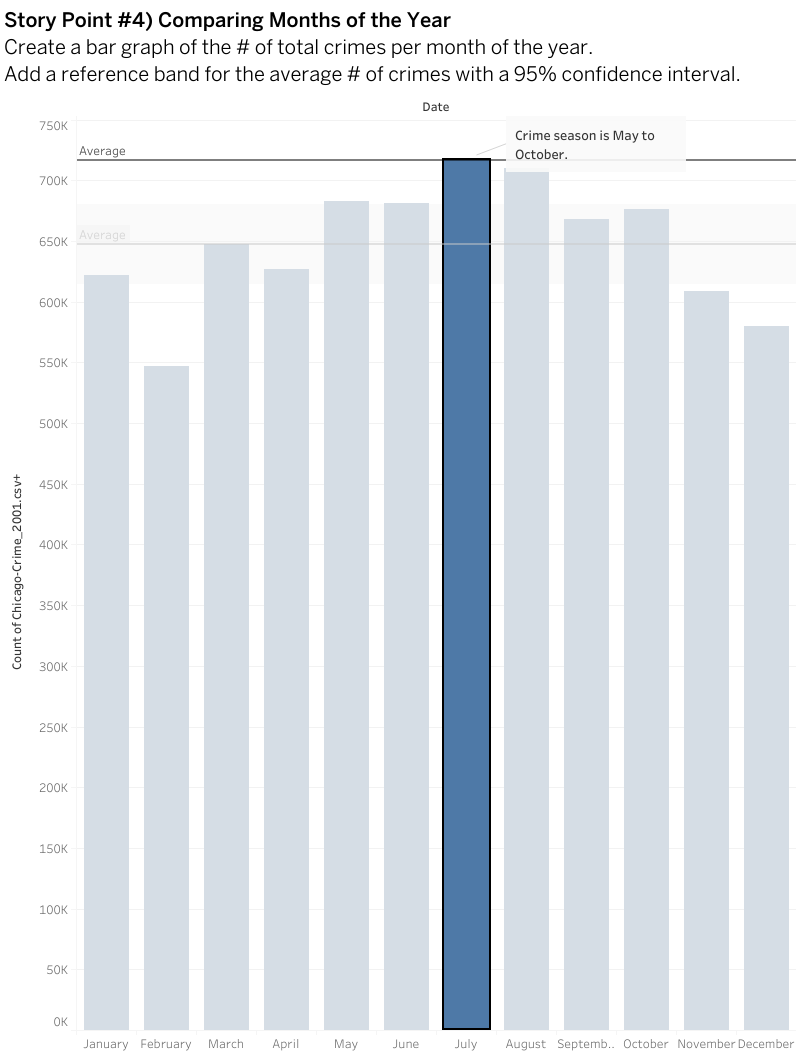 Story Point #4) Comparing Months of the Year
Create a bar graph of the # of total crimes per month of the year.
Add a reference band for the average # of crimes with a 95% confidence interval.
Date
750K
Crime season is May to
October.
Average
700K
Average
650K
600K
550K
500K
450K
400K
350K
300K
250K
200K
150K
100K
50K
0K
Count of Chicago-Crime_2001.csv+
January February March April May June July August Septemb.. October November December